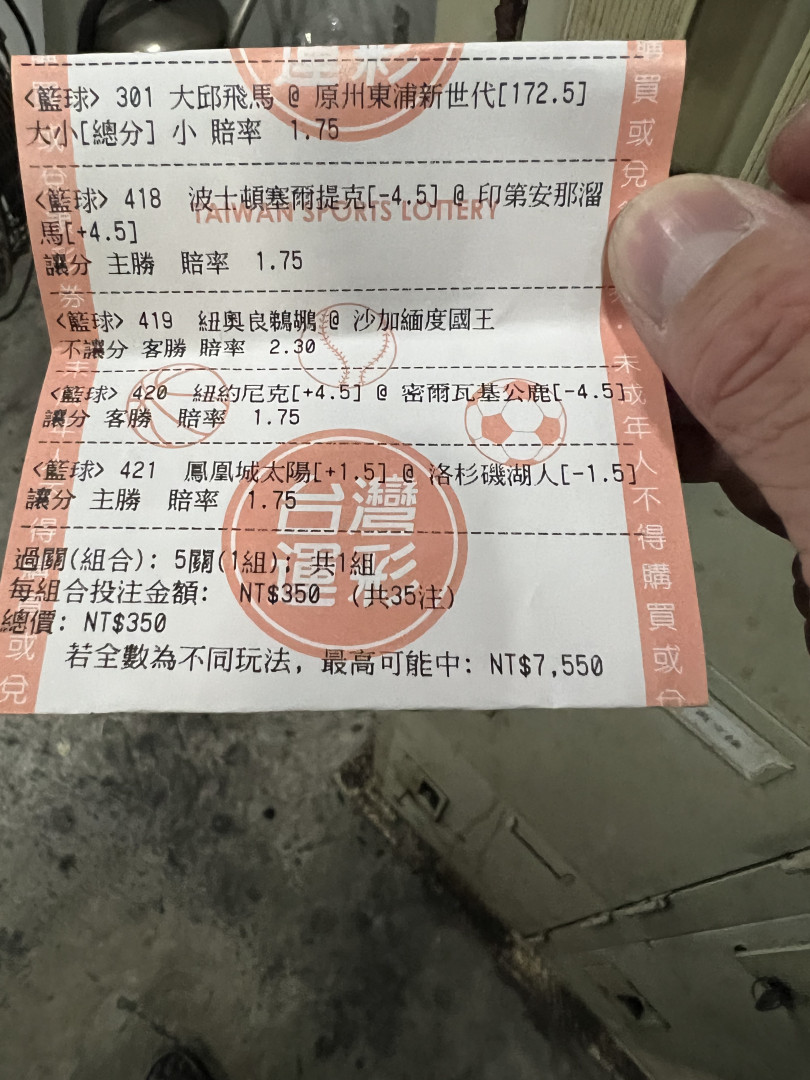 運彩
<籃球> 301 大邱飛馬 @ 原州東浦新世代[172.5]
大小[總分] 小 賠率 1.75
<籃球> 418 波士頓塞爾提克[-4.5] @ 印第安那溜
馬[+4.5]
TAIWAN SPORTS LOTTERY
讓分 主勝 賠率 1.75
<籃球> 419 紐奧良鵜鶘 @ 沙加緬度國王
不讓分 客勝 賠率 2.30
<籃球> 420 紐約尼克[+4.5] @ 密爾瓦基公鹿[-4.5]
讓分 客勝 賠率 1.75
<籃球> 421 鳳凰城太陽[+1.5] @ 洛杉磯湖人[-1.5]
讓分 主勝 賠率 1.75
台灣
運彩
過關(組合): 5關(1組); 共1組
每組合投注金額: NT$350 (共35注)
總價: NT$350
若全數為不同玩法, 最高可能中: NT$7,550
購買或兌
未成年人不得購買或